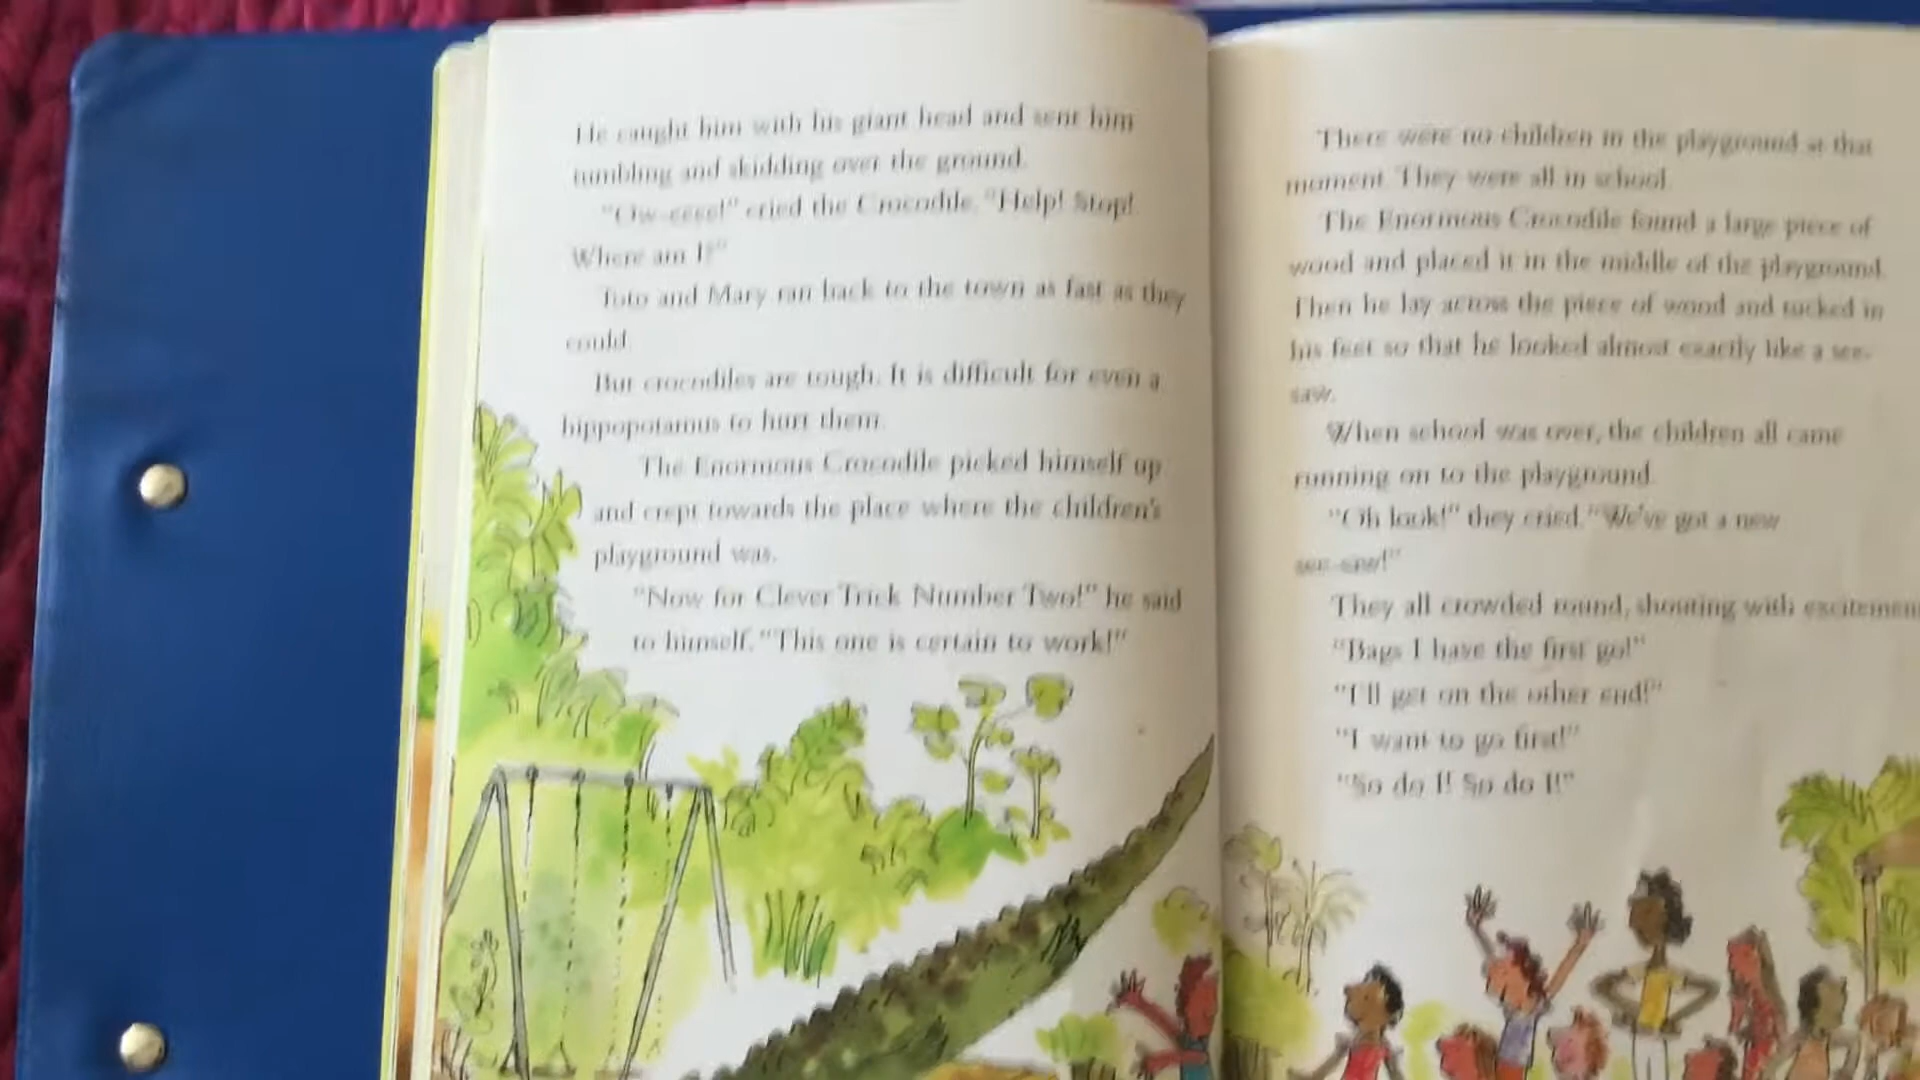 He caught him with his giant head and sent him
tumbling and skidding over the ground.
"Ow-eeee!" cried the Crocodile. "Help! Stop!
Where am I?"
Toto and Mary ran back to the town as fast as they
could.
But crocodiles are tough. It is difficult for even a
hippopotamus to hurt them.
The Enormous Crocodile picked himself up
and crept towards the place where the children's
playground was.
"Now for Clever Trick Number Two!" he said
to himself. "This one is certain to work!"
There were no children in the playground at that
moment. They were all in school.
The Enormous Crocodile found a large piece of
wood and placed it in the middle of the playground.
Then he lay across the piece of wood and tucked in
his feet so that he looked almost exactly like a see-
saw.
When school was over, the children all came
running on to the playground.
"Oh look!" they cried. "We've got a new
see-saw!"
They all crowded round, shouting with excitement
"Bags I have the first go!"
"I'll get on the other end!"
"I want to go first!"
"So do I! So do I!"